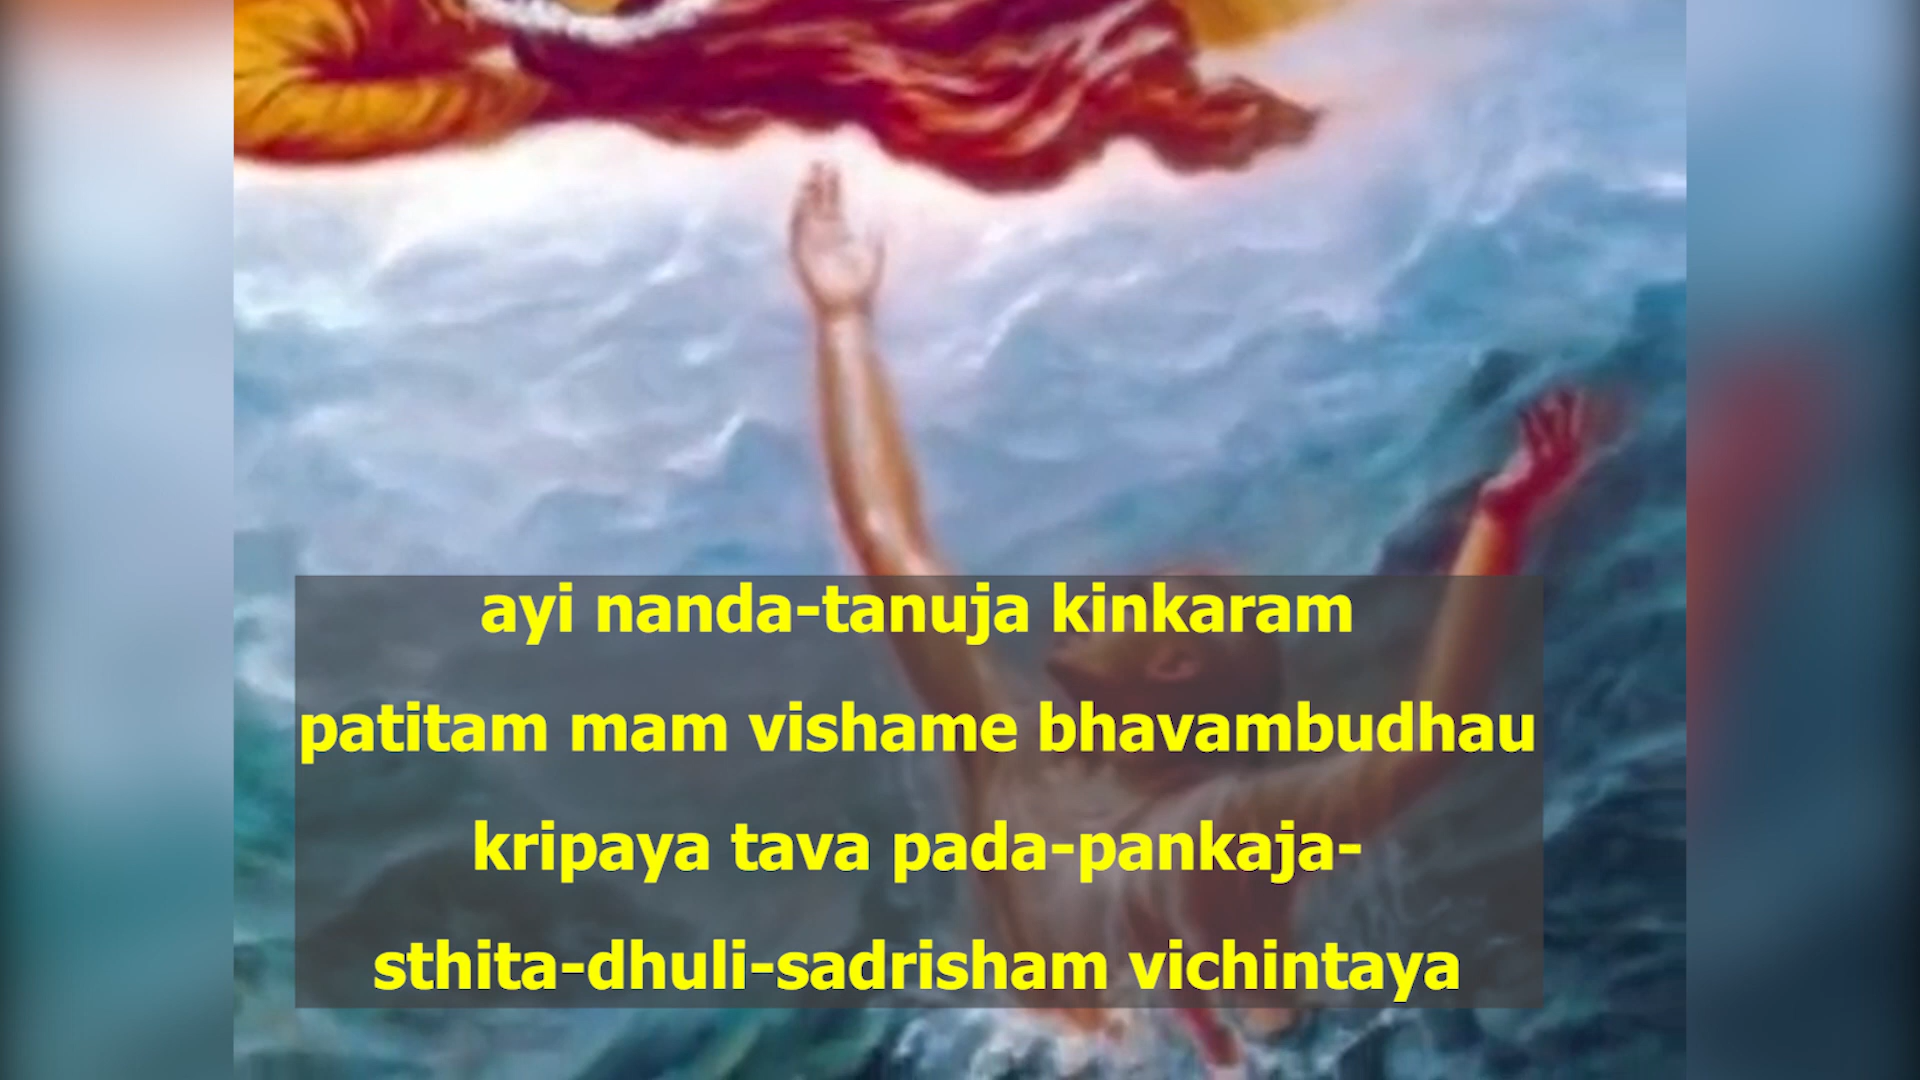 ayi nanda-tanuja kinkaram
patitam mam vishame bhavambudhau
kripaya tava pada-pankaja-
sthita-dhuli-sadrisham vichintaya